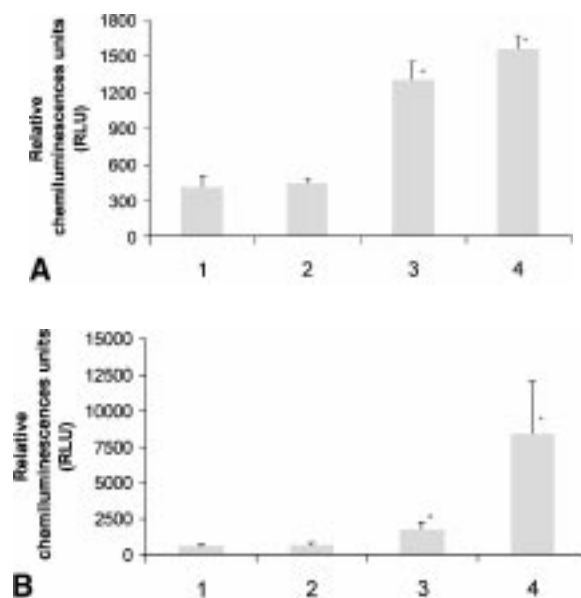 Relative
chemiluminescences units
(RLU)
1800
1500
1200
900
600
300
0
1 2 3 4
A
Relative
chemiluminescences units
(RLU)
15000
12500
10000
7500
5000
2500
0
1 2 3 4
B